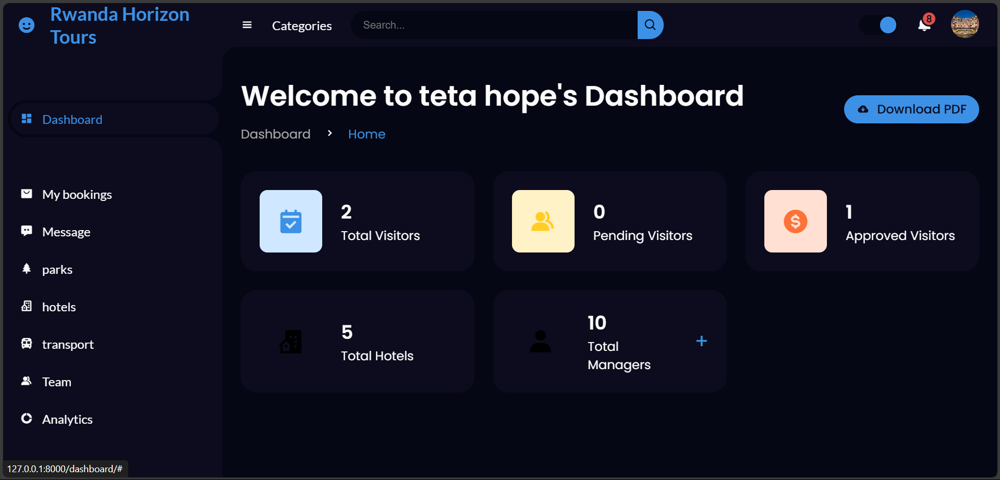 Rwanda Horizon
Tours
Categories
Search...
8
Dashboard
My bookings
Message
parks
hotels
transport
Team
Analytics
Welcome to teta hope's Dashboard
Dashboard
Home
Download PDF
2
Total Visitors
0
Pending Visitors
1
Approved Visitors
5
Total Hotels
10
Total
Managers
+
127.0.0.1:8000/dashboard/#